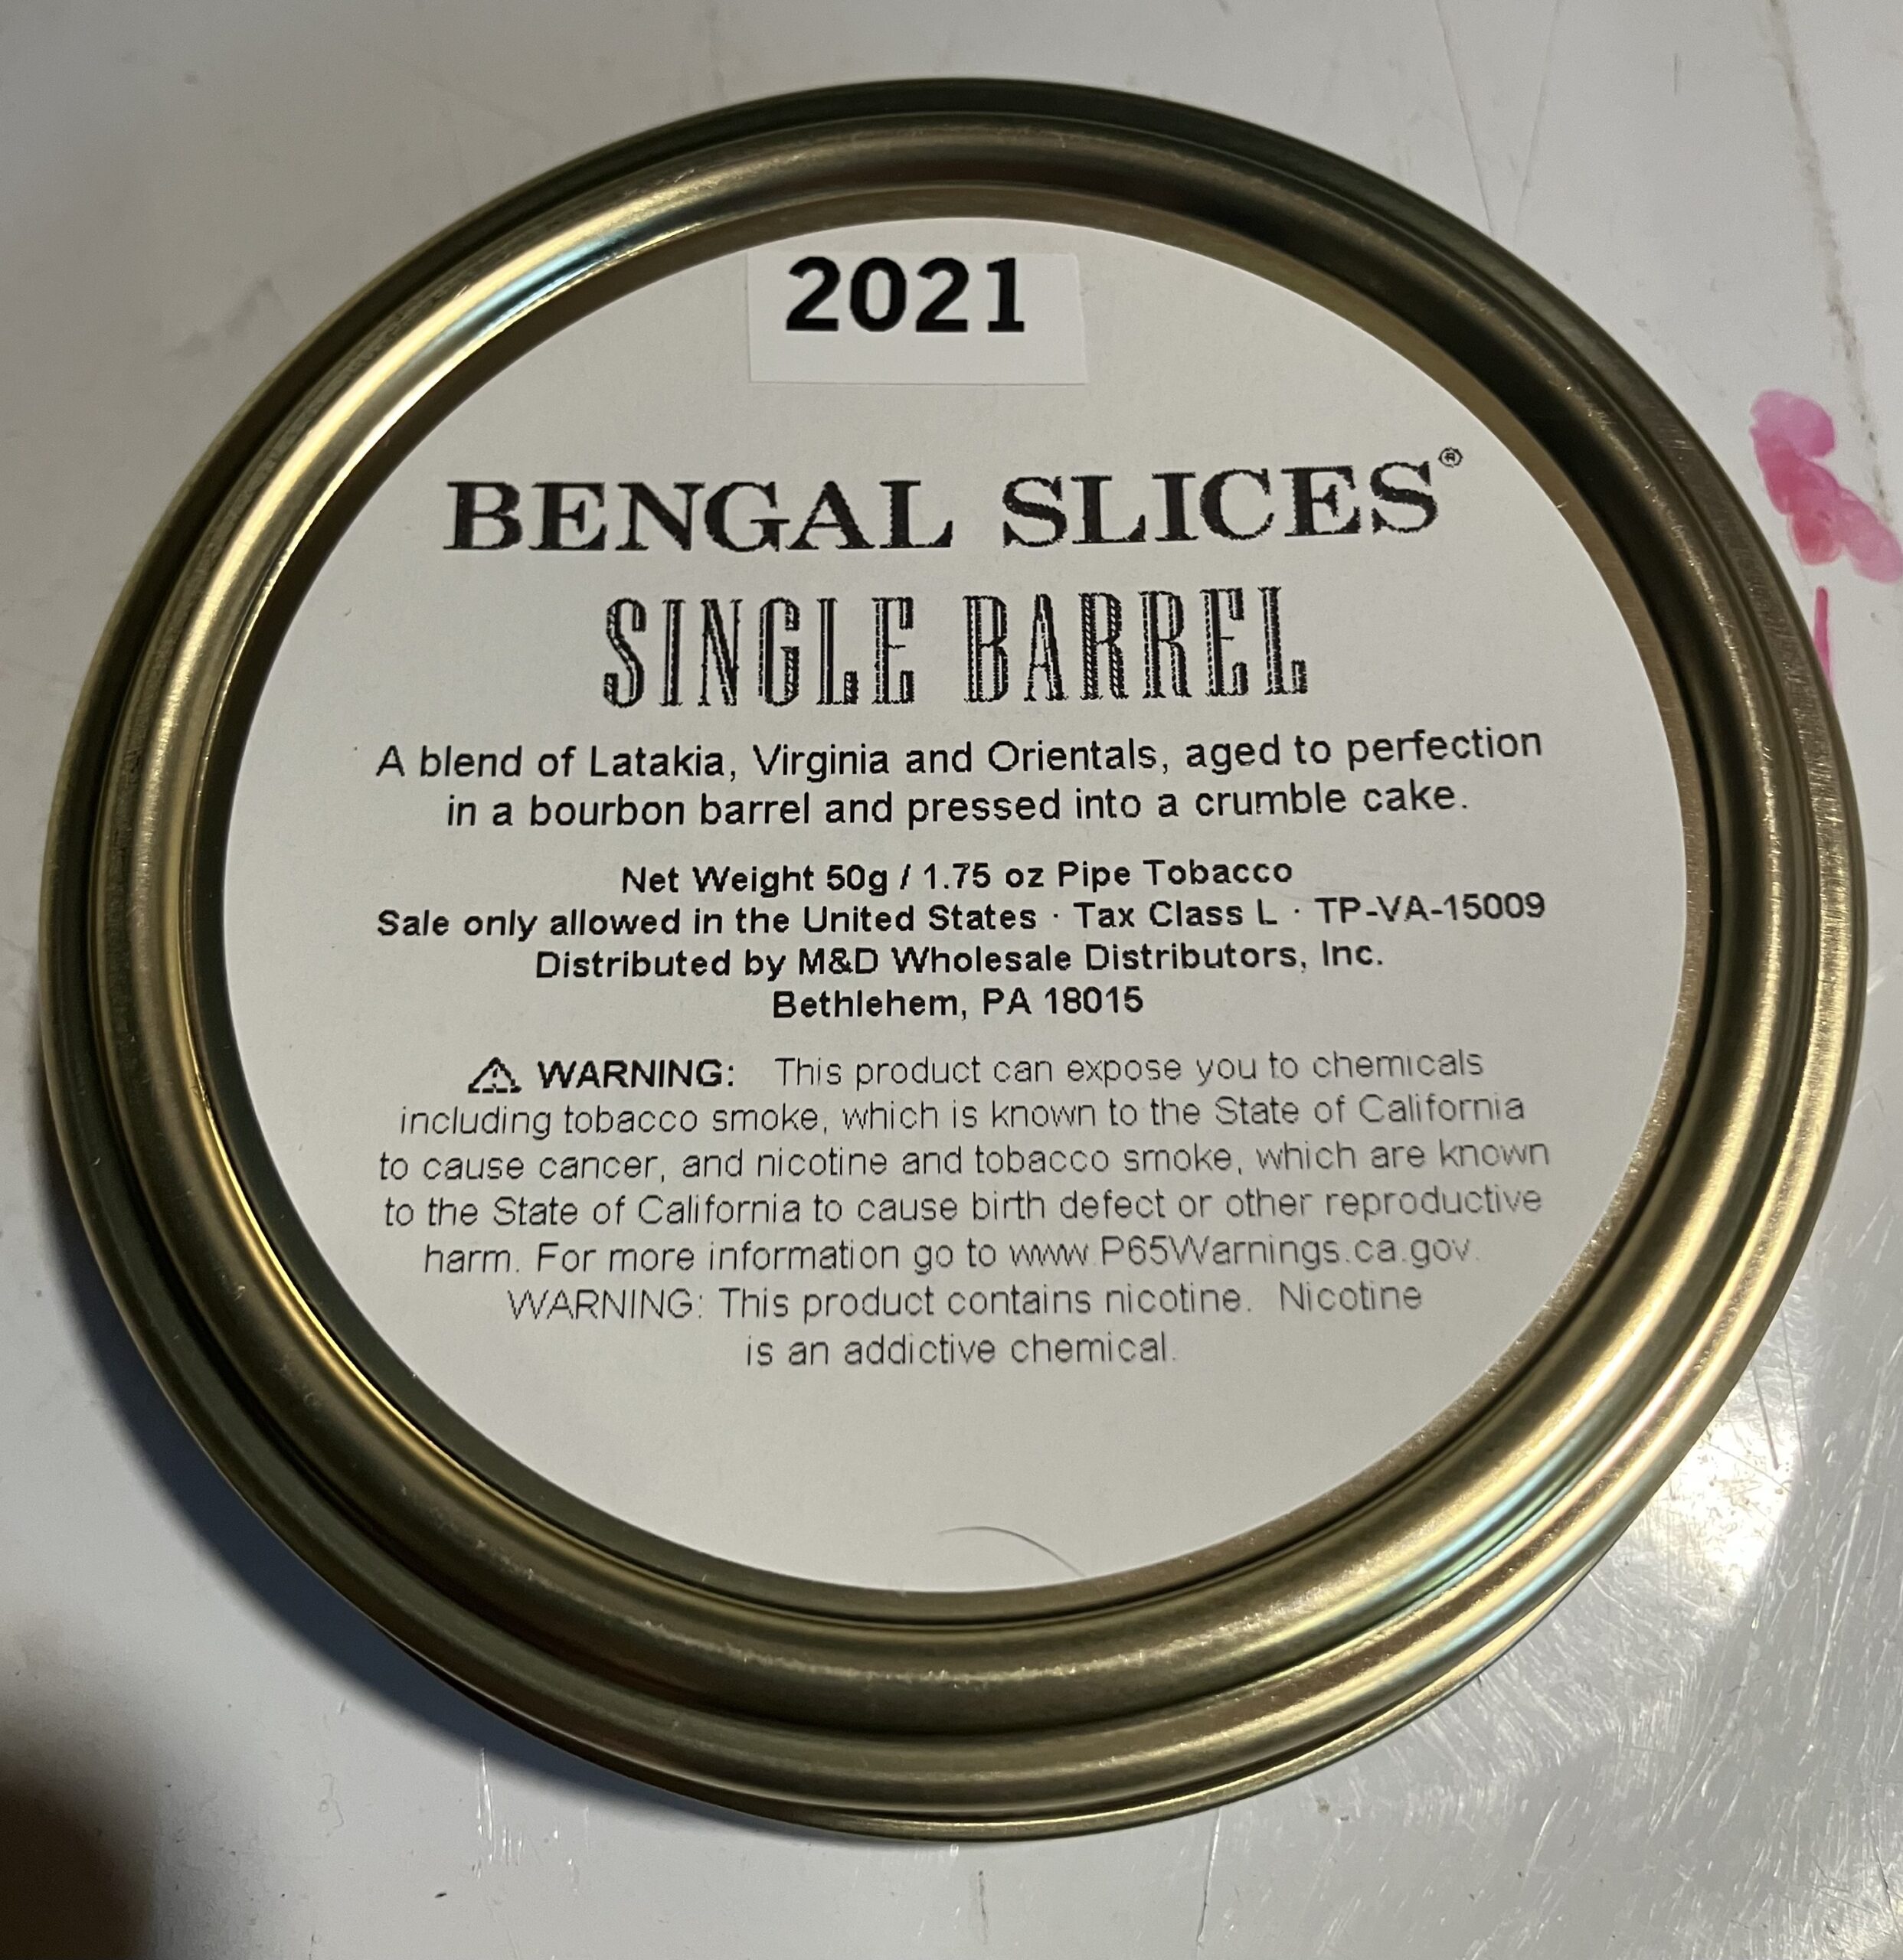 2021
BENGAL SLICES®
SINGLE BARREL
A blend of Latakia, Virginia and Orientals, aged to perfection
in a bourbon barrel and pressed into a crumble cake.
Net Weight 50g / 1.75 oz Pipe Tobacco
Sale only allowed in the United States · Tax Class L · TP-VA-15009
Distributed by M&D Wholesale Distributors, Inc.
Bethlehem, PA 18015
⚠ WARNING: This product can expose you to chemicals
including tobacco smoke, which is known to the State of California
to cause cancer, and nicotine and tobacco smoke, which are known
to the State of California to cause birth defect or other reproductive
harm. For more information go to www.P65Warnings.ca.gov.
WARNING: This product contains nicotine. Nicotine
is an addictive chemical.